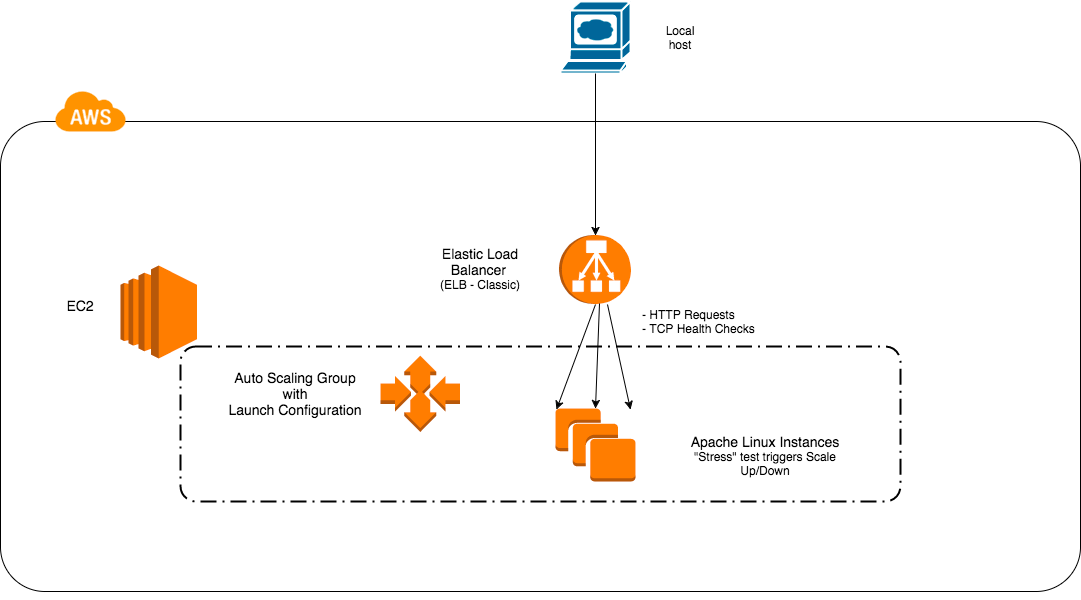 Local
host
AWS
Elastic Load
Balancer
(ELB - Classic)
EC2
- HTTP Requests
- TCP Health Checks
Auto Scaling Group
with
Launch Configuration
Apache Linux Instances
"Stress" test triggers Scale
Up/Down